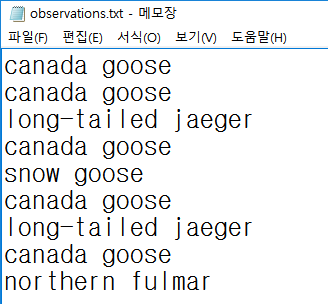 observations.txt - 메모장
파일(F) 편집(E) 서식(O) 보기(V) 도움말(H)
canada goose
canada goose
long-tailed jaeger
canada goose
snow goose
canada goose
long-tailed jaeger
canada goose
northern fulmar